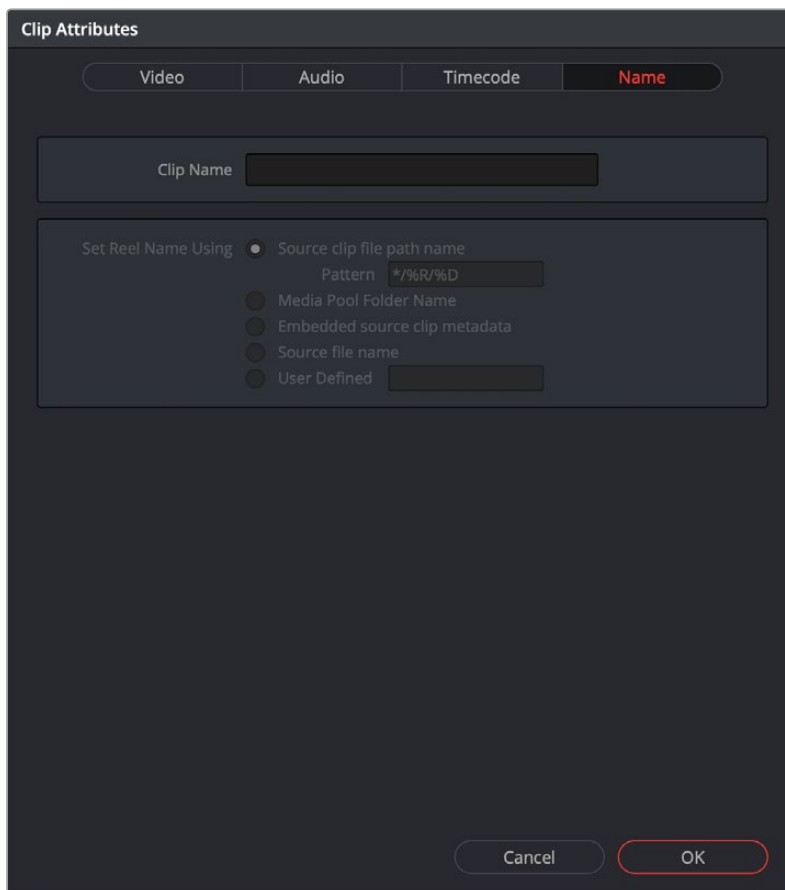 Clip Attributes
Video Audio Timecode Name
Clip Name
Set Reel Name Using Source clip file path name
Pattern */%R/%D
Media Pool Folder Name
Embedded source clip metadata
Source file name
User Defined
Cancel OK